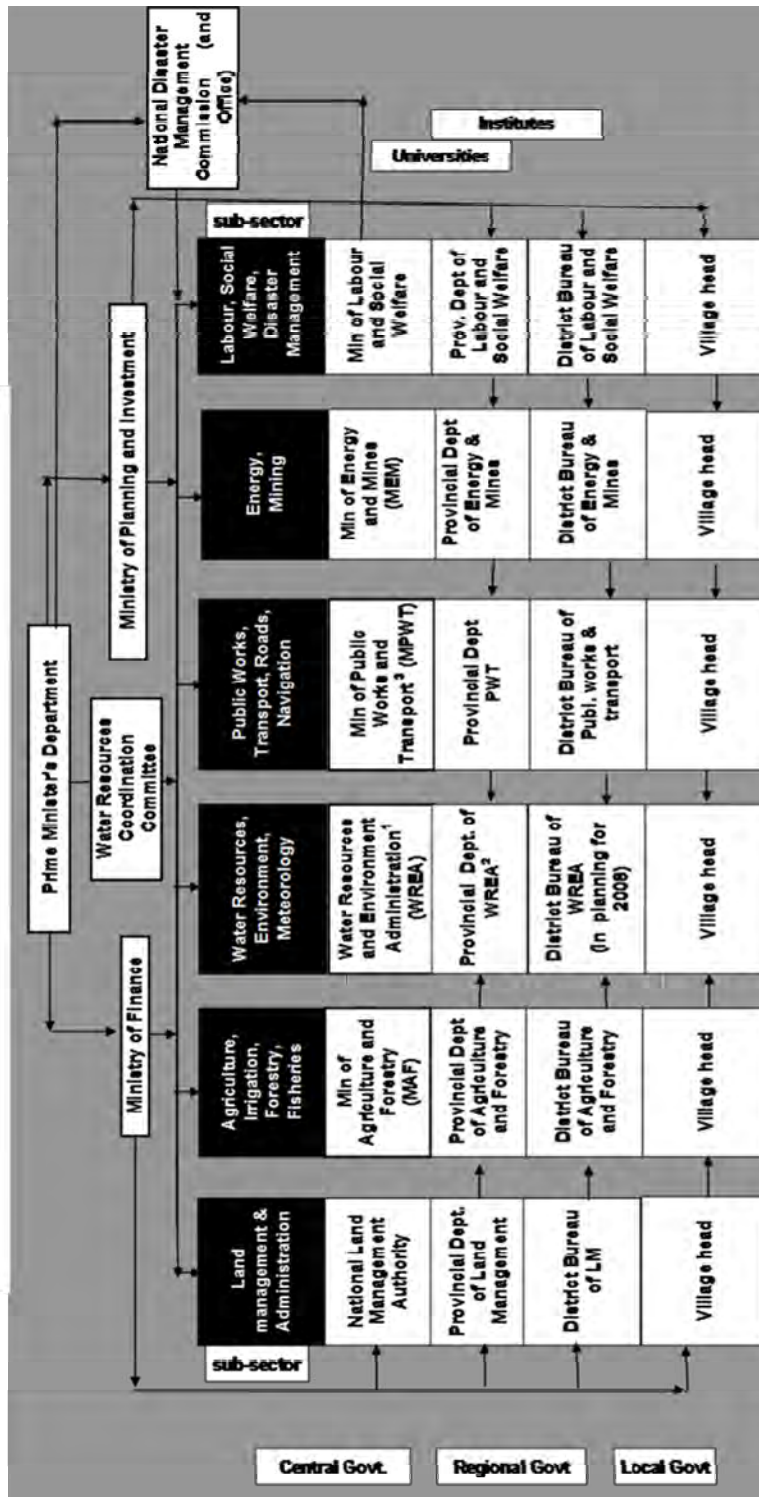 Prime Minister's Department
Ministry of Finance
Water Resources
Coordination
Committee
Ministry of Planning and Investment
National Disaster
Management
Commission (and
Office)
sub-sector
Land
management &
Administration
Agriculture,
Irrigation,
Forestry,
Fisheries
Water Resources,
Environment,
Meteorology
Public Works,
Transport, Roads,
Navigation
Energy,
Mining
Labour, Social
Welfare,
Disaster
Management
sub-sector
Central Govt.
National Land
Management
Authority
Min of
Agriculture and
Forestry
(MAF)
Water Resources
and Environment
Administration¹
(WREA)
Min of Public
Works and
Transport³ (MPWT)
Min of Energy
and Mines
(MEM)
Min of Labour
and Social
Welfare
Universities
Institutes
Regional Govt
Provincial Dept.
of Land
Management
Provincial Dept
of Agriculture
and Forestry
Provincial Dept. of
WREA²
Provincial Dept
PWT
Provincial Dept
of Energy &
Mines
Prov. Dept of
Labour and
Social Welfare
District Bureau
of LM
District Bureau
of Agriculture
and Forestry
District Bureau of
WREA
(In planning for
2008)
District Bureau of
Publ. works &
transport
District Bureau
of Energy &
Mines
District Bureau
of Labour and
Social Welfare
Local Govt
Village head
Village head
Village head
Village head
Village head
Village head